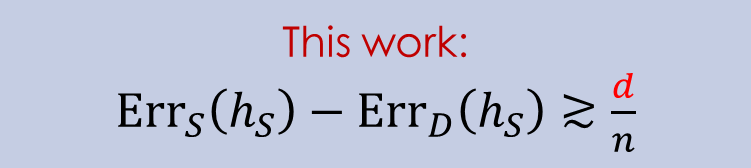 This work:
Err_S(h_S) − Err_D(h_S) ≳ d/n